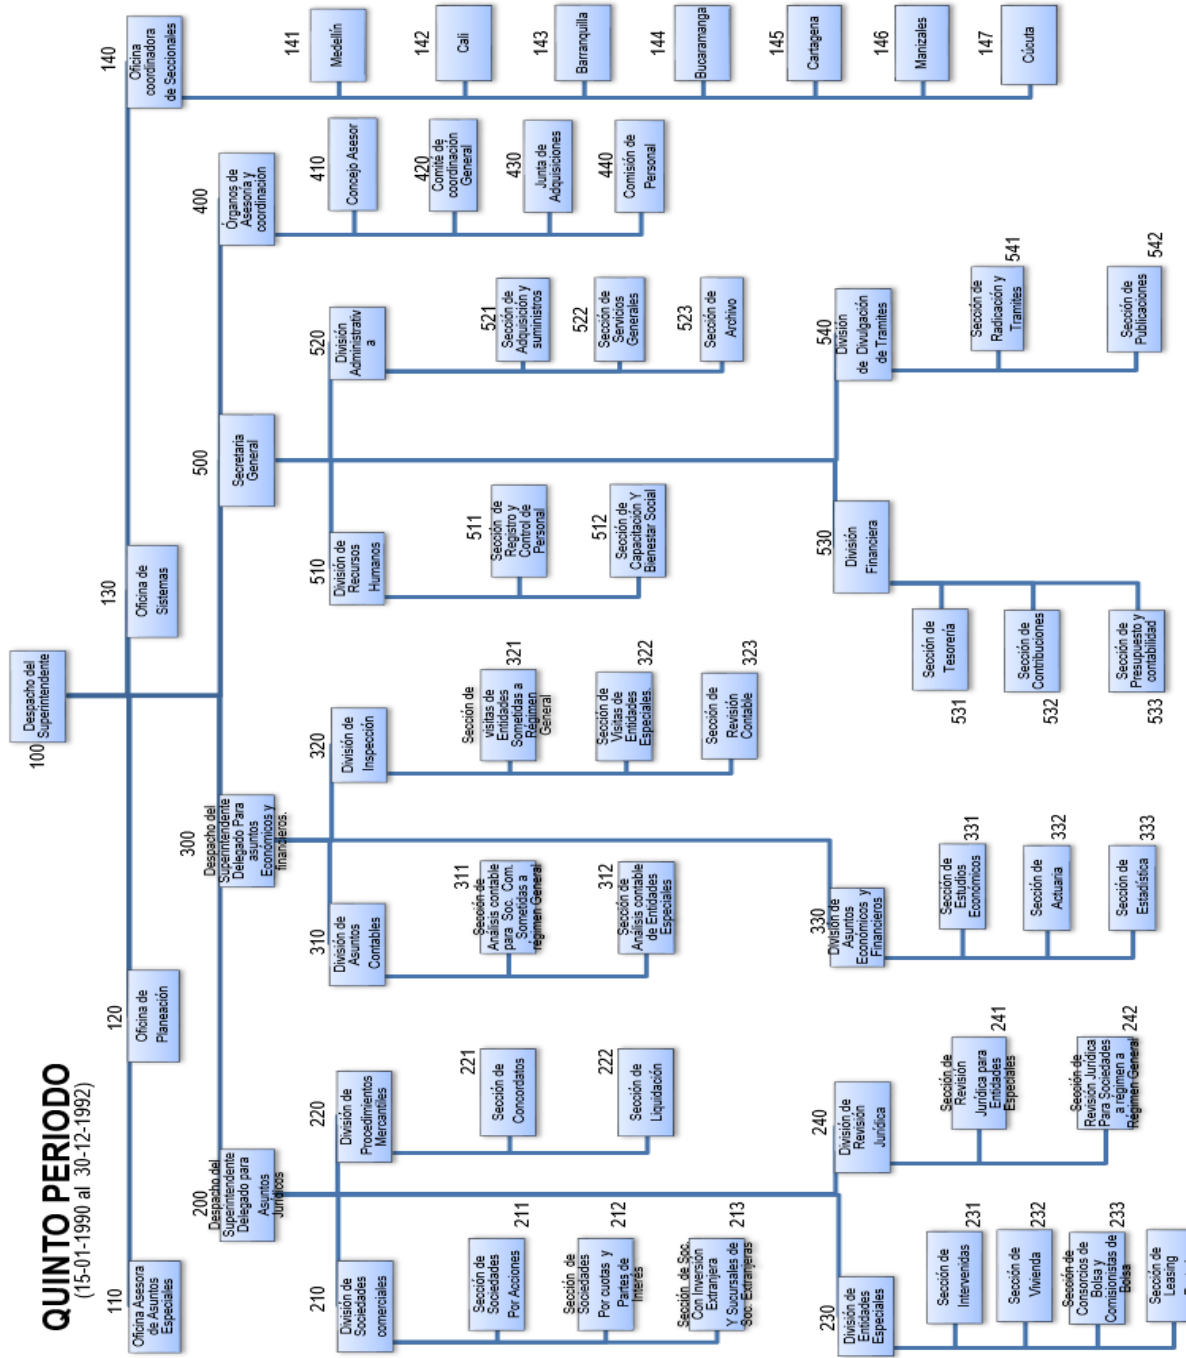 QUINTO PERIODO
(15-01-1990 al 30-12-1992)
100
Despacho del
Superintendente
110
Oficina Asesora
de Asuntos
Especiales
120
Oficina de
Planeación
130
Oficina de
Sistemas
140
Oficina
coordinadora
de Seccionales
141
Medellín
142
Cali
143
Barranquilla
144
Bucaramanga
145
Cartagena
146
Manizales
147
Cúcuta
200
Despacho del
Superintendente
Delegado para
Asuntos
Jurídicos
210
División de
Sociedades
comerciales
211
Sección de
Sociedades
Por Acciones
212
Sección de
Sociedades
Por cuotas y
Partes de
Interés
213
Sección de Soc.
Con Inversión
Extranjera
Y Sucursales de
Soc. Extranjeras
220
División de
Procedimientos
Mercantiles
221
Sección de
Concordatos
222
Sección de
Liquidación
230
División de
Entidades
Especiales
231
Sección de
Intervenidas
232
Sección de
Vivienda
233
Sección de
Consorcios de
Bolsa y
Comisionistas de
Bolsa
Sección de
Leasing
240
División de
Revisión
Jurídica
241
Sección de
Revisión
Jurídica para
Entidades
Especiales
242
Sección de
Revisión Jurídica
Para Sociedades
a régimen a
Régimen General
300
Despacho del
Superintendente
Delegado Para
asuntos
Económicos y
financieros.
310
División de
Asuntos
Contables
311
Sección de
Análisis contable
para Soc. Com.
Sometidas a
régimen General
312
Sección de
Análisis contable
de Entidades
Especiales
320
División de
Inspección
321
Sección de
visitas de
Entidades
Sometidas a
Régimen
General
322
Sección de
Visitas de
Entidades
Especiales.
323
Sección de
Revisión
Contable
330
División de
Asuntos
Económicos y
Financieros
331
Sección de
Estudios
Económicos
332
Sección de
Actuaria
333
Sección de
Estadística
500
Secretaria
General
510
División de
Recursos
Humanos
511
Sección de
Registro y
Control de
Personal
512
Sección de
Capacitación Y
Bienestar Social
520
División
Administrativ
a
521
Sección de
Adquisición y
suministros
522
Sección de
Servicios
Generales
523
Sección de
Archivo
530
División
Financiera
531
Sección de
Tesorería
532
Sección de
Contribuciones
533
Sección de
Presupuesto y
contabilidad
540
División
de Divulgación
de Tramites
541
Sección de
Radicación y
Tramites
542
Sección de
Publicaciones
400
Órganos de
Asesoría y
coordinación
410
Concejo Asesor
420
Comité de
coordinación
General
430
Junta de
Adquisiciones
440
Comisión de
Personal